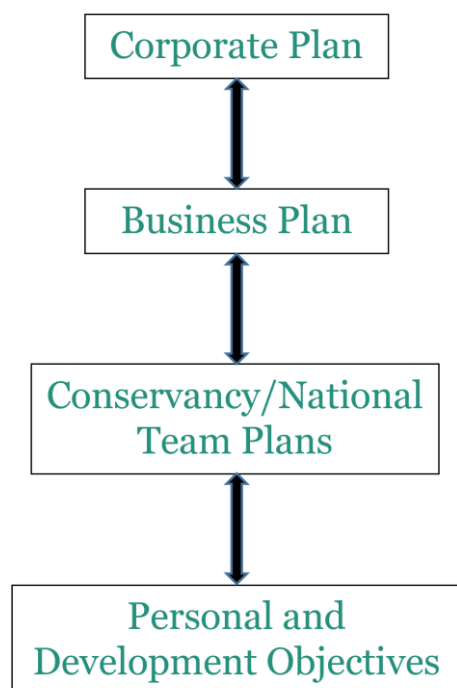 Corporate Plan
Business Plan
Conservancy/National
Team Plans
Personal and
Development Objectives